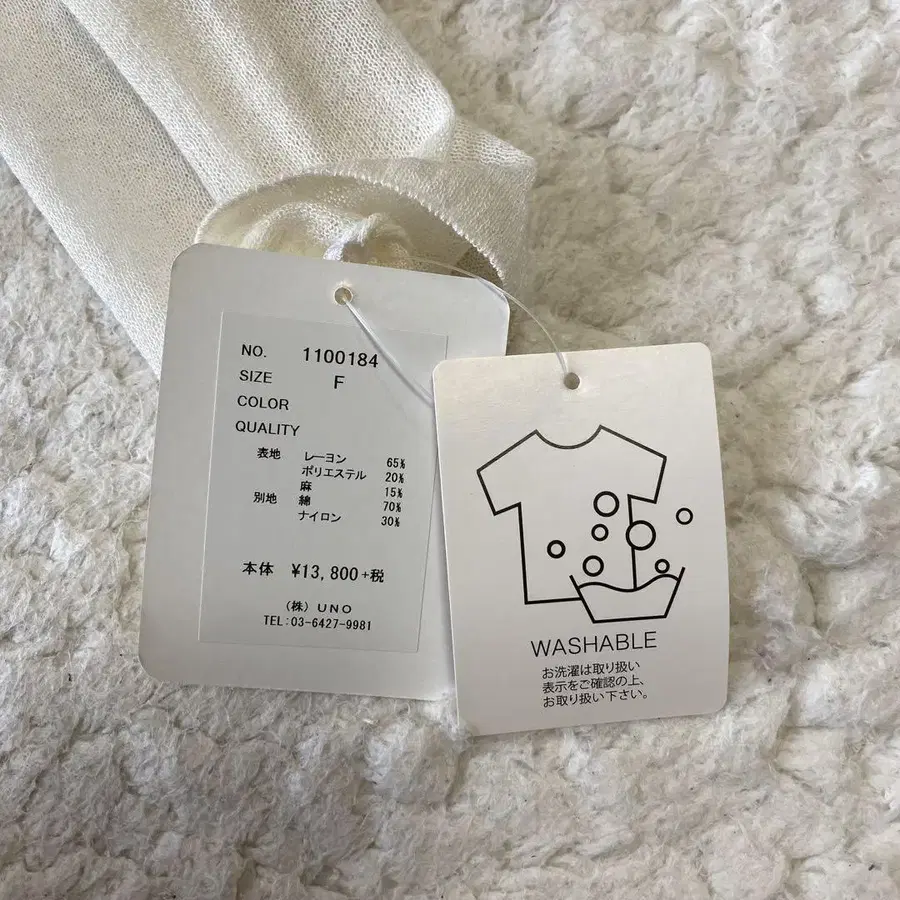 NO. 1100184
SIZE F
COLOR
QUALITY
表地 レーヨン 65%
ポリエステル 20%
麻 15%
別地 綿 70%
ナイロン 30%
本体 ¥13,800+税
(株) UNO
TEL:03-6427-9981
WASHABLE
お洗濯は取り扱い
表示をご確認の上、
お取り扱い下さい。